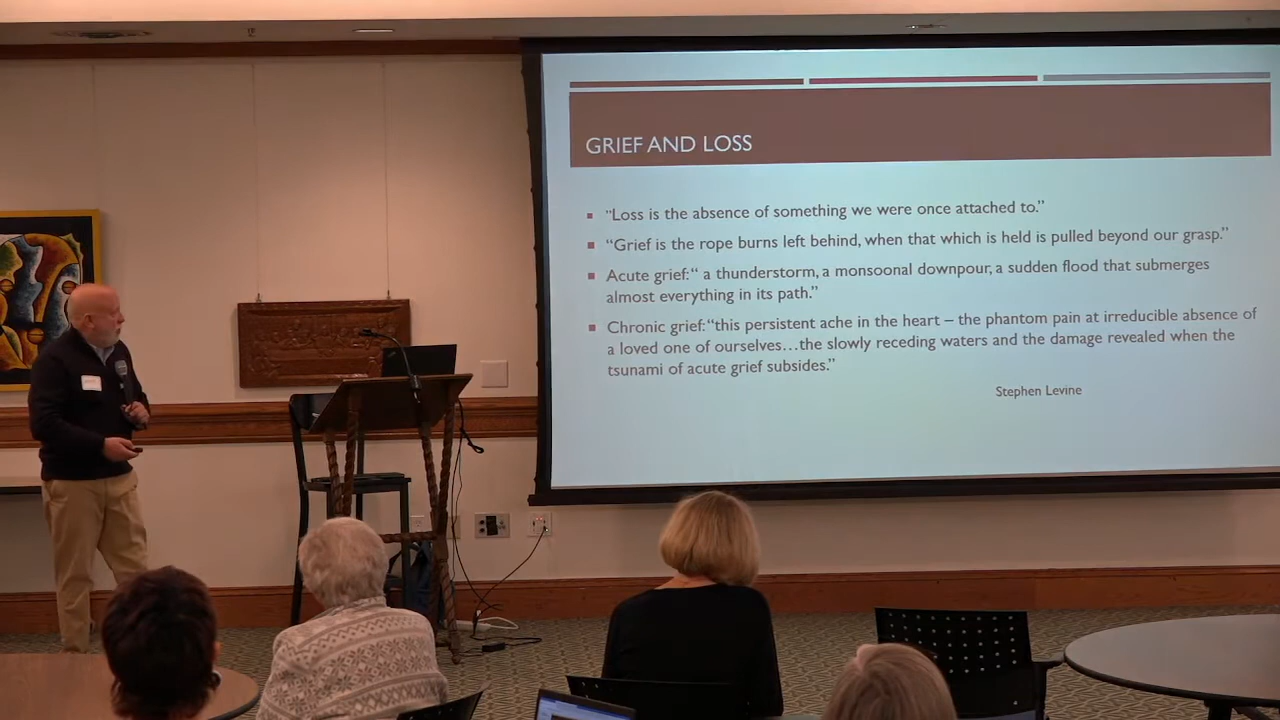 GRIEF AND LOSS
"Loss is the absence of something we were once attached to."
"Grief is the rope burns left behind, when that which is held is pulled beyond our grasp."
Acute grief: " a thunderstorm, a monsoonal downpour, a sudden flood that submerges
almost everything in its path."
Chronic grief: "this persistent ache in the heart – the phantom pain at irreducible absence of
a loved one of ourselves…the slowly receding waters and the damage revealed when the
tsunami of acute grief subsides."
Stephen Levine